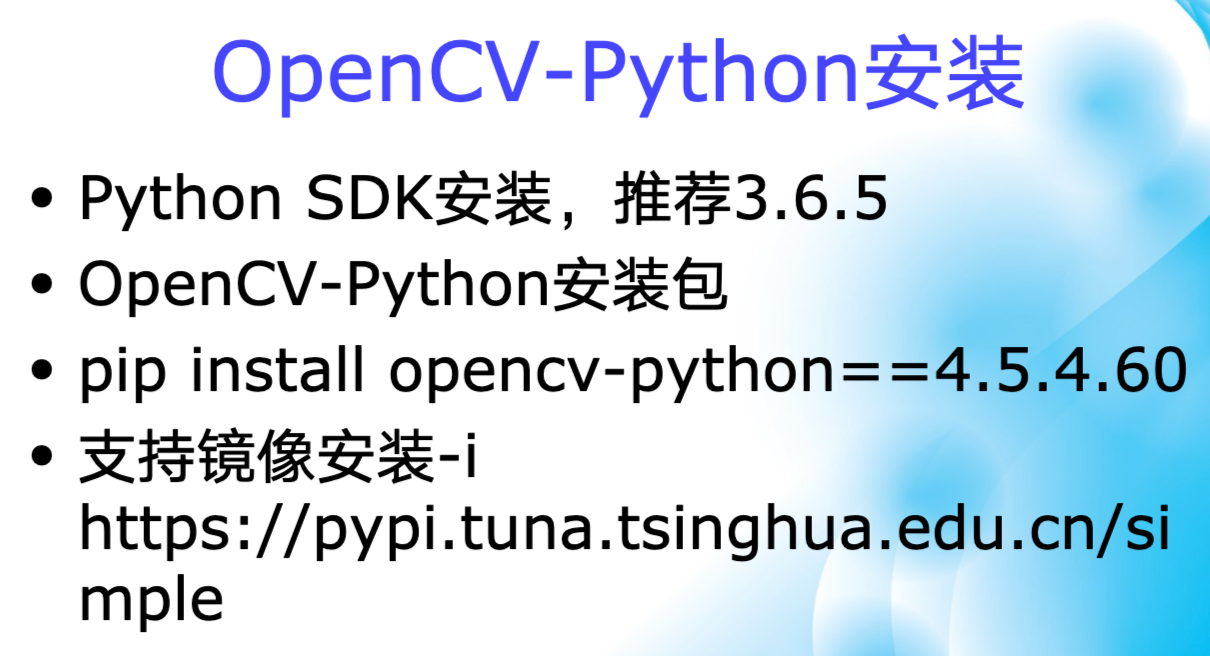 OpenCV-Python安装
• Python SDK安装，推荐3.6.5
• OpenCV-Python安装包
• pip install opencv-python==4.5.4.60
• 支持镜像安装-i
https://pypi.tuna.tsinghua.edu.cn/si
mple